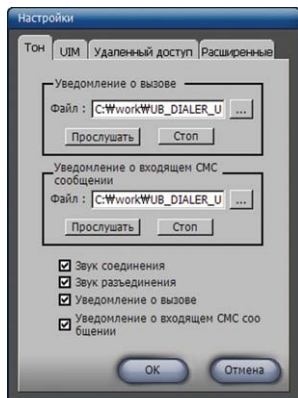 Настройки
Тон UIM Удаленный доступ Расширенные
Уведомление о вызове
Файл : C:₩work₩UB_DIALER_U ...
Прослушать Стоп
Уведомление о входящем СМС
сообщении
Файл : C:₩work₩UB_DIALER_U ...
Прослушать Стоп
Звук соединения
Звук разъединения
Уведомление о вызове
Уведомление о входящем СМС соо
бщении
OK Отмена